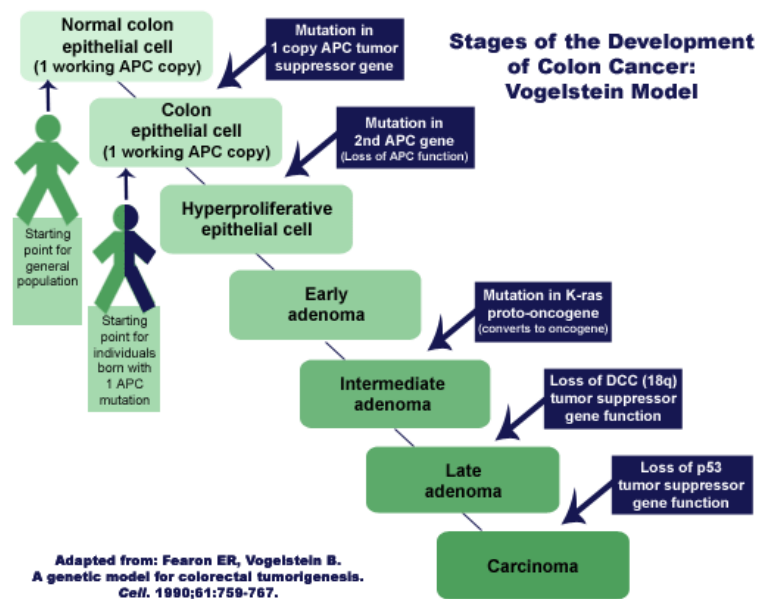 Normal colon
epithelial cell
(1 working APC copy)
Mutation in
1 copy APC tumor
suppressor gene
Stages of the Development
of Colon Cancer:
Vogelstein Model
Colon
epithelial cell
(1 working APC copy)
Mutation in
2nd APC gene
(Loss of APC function)
Hyperproliferative
epithelial cell
Starting
point for
general
population
Starting
point for
individuals
born with
1 APC
mutation
Early
adenoma
Mutation in K-ras
proto-oncogene
(converts to oncogene)
Intermediate
adenoma
Loss of DCC (18q)
tumor suppressor
gene function
Late
adenoma
Loss of p53
tumor suppressor
gene function
Carcinoma
Adapted from: Fearon ER, Vogelstein B.
A genetic model for colorectal tumorigenesis.
Cell. 1990;61:759-767.